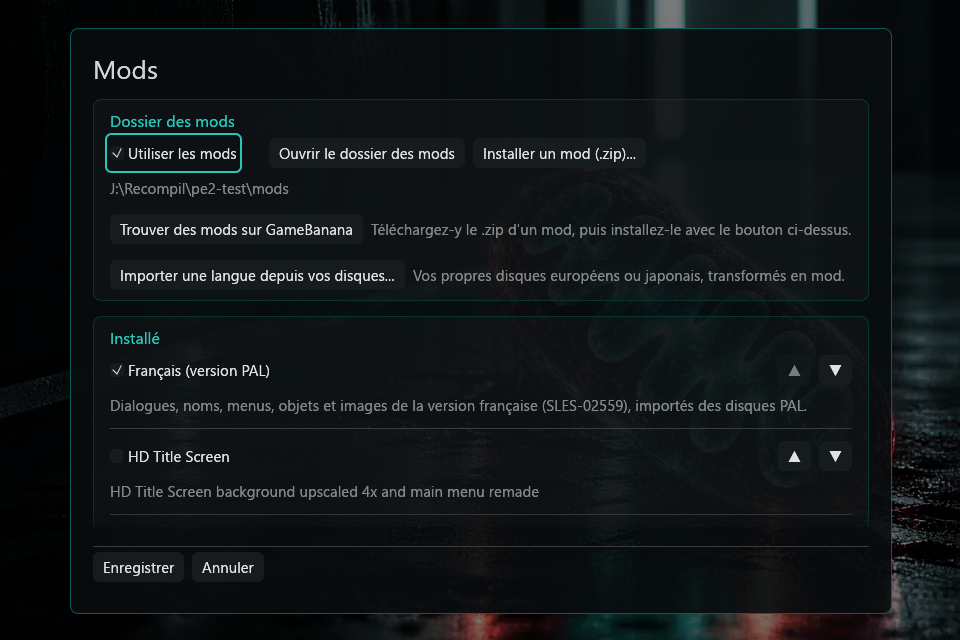 Mods
Dossier des mods
Utiliser les mods
Ouvrir le dossier des mods
Installer un mod (.zip)...
J:\Recompil\pe2-test\mods
Trouver des mods sur GameBanana
Téléchargez-y le .zip d'un mod, puis installez-le avec le bouton ci-dessus.
Importer une langue depuis vos disques...
Vos propres disques européens ou japonais, transformés en mod.
Installé
Français (version PAL)
Dialogues, noms, menus, objets et images de la version française (SLES-02559), importés des disques PAL.
HD Title Screen
HD Title Screen background upscaled 4x and main menu remade
Enregistrer
Annuler